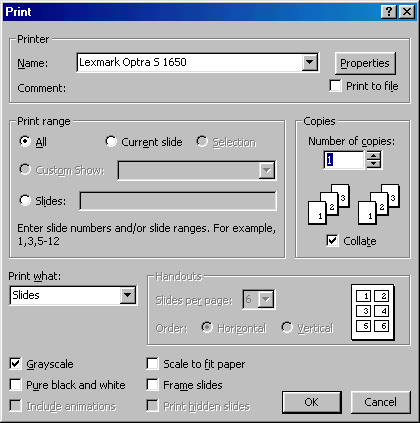 Print
Printer
Name: Lexmark Optra S 1650 Properties
Comment: Print to file
Print range
All Current slide Selection
Custom Show:
Slides:
Enter slide numbers and/or slide ranges. For example,
1,3,5-12
Copies
Number of copies:
1
1 2 3 1 2 3
Collate
Print what:
Slides
Handouts
Slides per page: 6
Order: Horizontal Vertical
1 2
3 4
5 6
Grayscale Scale to fit paper
Pure black and white Frame slides
Include animations Print hidden slides
OK Cancel